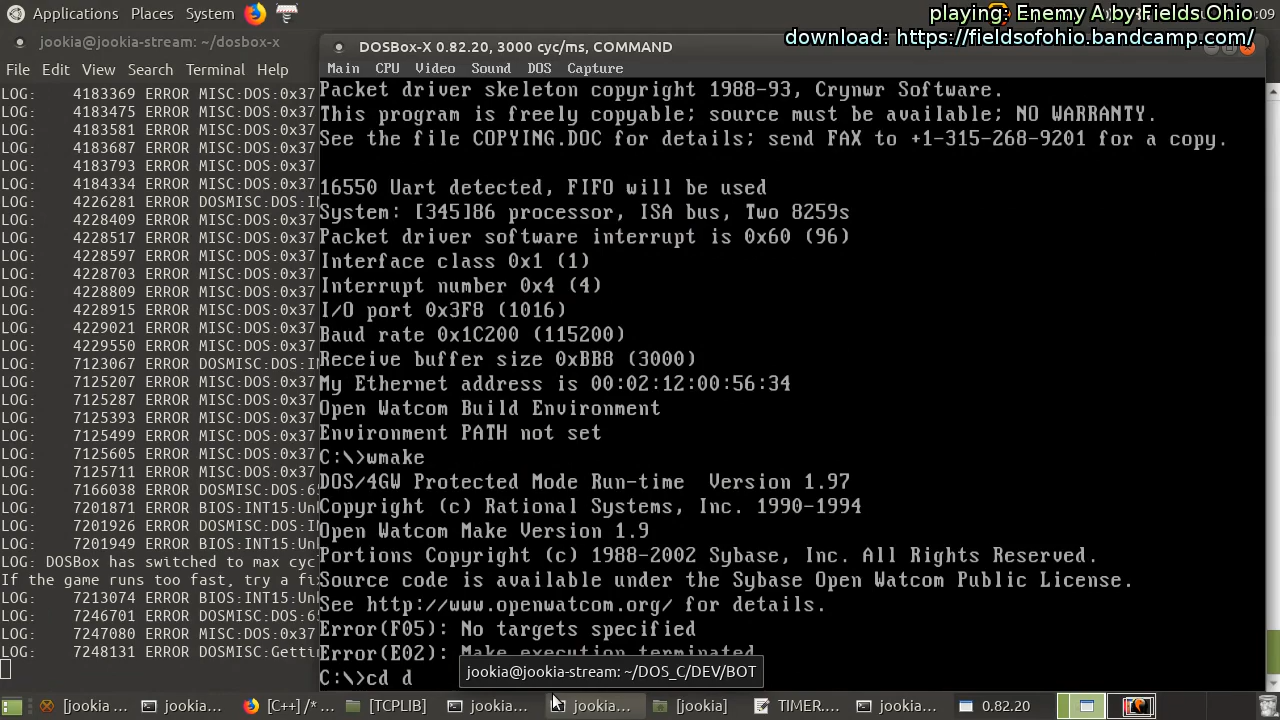 Applications Places System
:09
playing: Enemy A by Fields Ohio
download: https://fieldsofohio.bandcamp.com/
jookia@jookia-stream: ~/dosbox-x
File Edit View Search Terminal Help
LOG: 4183369 ERROR MISC:DOS:0x37
LOG: 4183475 ERROR MISC:DOS:0x37
LOG: 4183581 ERROR MISC:DOS:0x37
LOG: 4183687 ERROR MISC:DOS:0x37
LOG: 4183793 ERROR MISC:DOS:0x37
LOG: 4184334 ERROR MISC:DOS:0x37
LOG: 4226281 ERROR DOSMISC:DOS:I
LOG: 4228409 ERROR MISC:DOS:0x37
LOG: 4228517 ERROR MISC:DOS:0x37
LOG: 4228597 ERROR MISC:DOS:0x37
LOG: 4228703 ERROR MISC:DOS:0x37
LOG: 4228809 ERROR MISC:DOS:0x37
LOG: 4228915 ERROR MISC:DOS:0x37
LOG: 4229021 ERROR MISC:DOS:0x37
LOG: 4229550 ERROR MISC:DOS:0x37
LOG: 7123067 ERROR DOSMISC:DOS:I
LOG: 7125207 ERROR MISC:DOS:0x37
LOG: 7125287 ERROR MISC:DOS:0x37
LOG: 7125393 ERROR MISC:DOS:0x37
LOG: 7125499 ERROR MISC:DOS:0x37
LOG: 7125605 ERROR MISC:DOS:0x37
LOG: 7125711 ERROR MISC:DOS:0x37
LOG: 7166038 ERROR DOSMISC:DOS:6
LOG: 7201871 ERROR BIOS:INT15:Un
LOG: 7201926 ERROR DOSMISC:DOS:I
LOG: 7201949 ERROR BIOS:INT15:Un
LOG: DOSBox has switched to max cyc
If the game runs too fast, try a fi
LOG: 7213074 ERROR BIOS:INT15:Un
LOG: 7246701 ERROR DOSMISC:DOS:6
LOG: 7247080 ERROR MISC:DOS:0x37
LOG: 7248131 ERROR DOSMISC:Getti
DOSBox-X 0.82.20, 3000 cyc/ms, COMMAND
Main CPU Video Sound DOS Capture
Packet driver skeleton copyright 1988-93, Crynwr Software.
This program is freely copyable; source must be available; NO WARRANTY.
See the file COPYING.DOC for details; send FAX to +1-315-268-9201 for a copy.
16550 Uart detected, FIFO will be used
System: [345]86 processor, ISA bus, Two 8259s
Packet driver software interrupt is 0x60 (96)
Interface class 0x1 (1)
Interrupt number 0x4 (4)
I/O port 0x3F8 (1016)
Baud rate 0x1C200 (115200)
Receive buffer size 0xBB8 (3000)
My Ethernet address is 00:02:12:00:56:34
Open Watcom Build Environment
Environment PATH not set
C:\>wmake
DOS/4GW Protected Mode Run-time Version 1.97
Copyright (c) Rational Systems, Inc. 1990-1994
Open Watcom Make Version 1.9
Portions Copyright (c) 1988-2002 Sybase, Inc. All Rights Reserved.
Source code is available under the Sybase Open Watcom Public License.
See http://www.openwatcom.org/ for details.
Error(F05): No targets specified
Error(E02): Make execution terminated
C:\>cd d
jookia@jookia-stream: ~/DOS_C/DEV/BOT
[jookia ... jookia ... [C++] /*x... [TCPLIB] jookia... jookia... [jookia] TIMER.... jookia... 0.82.20